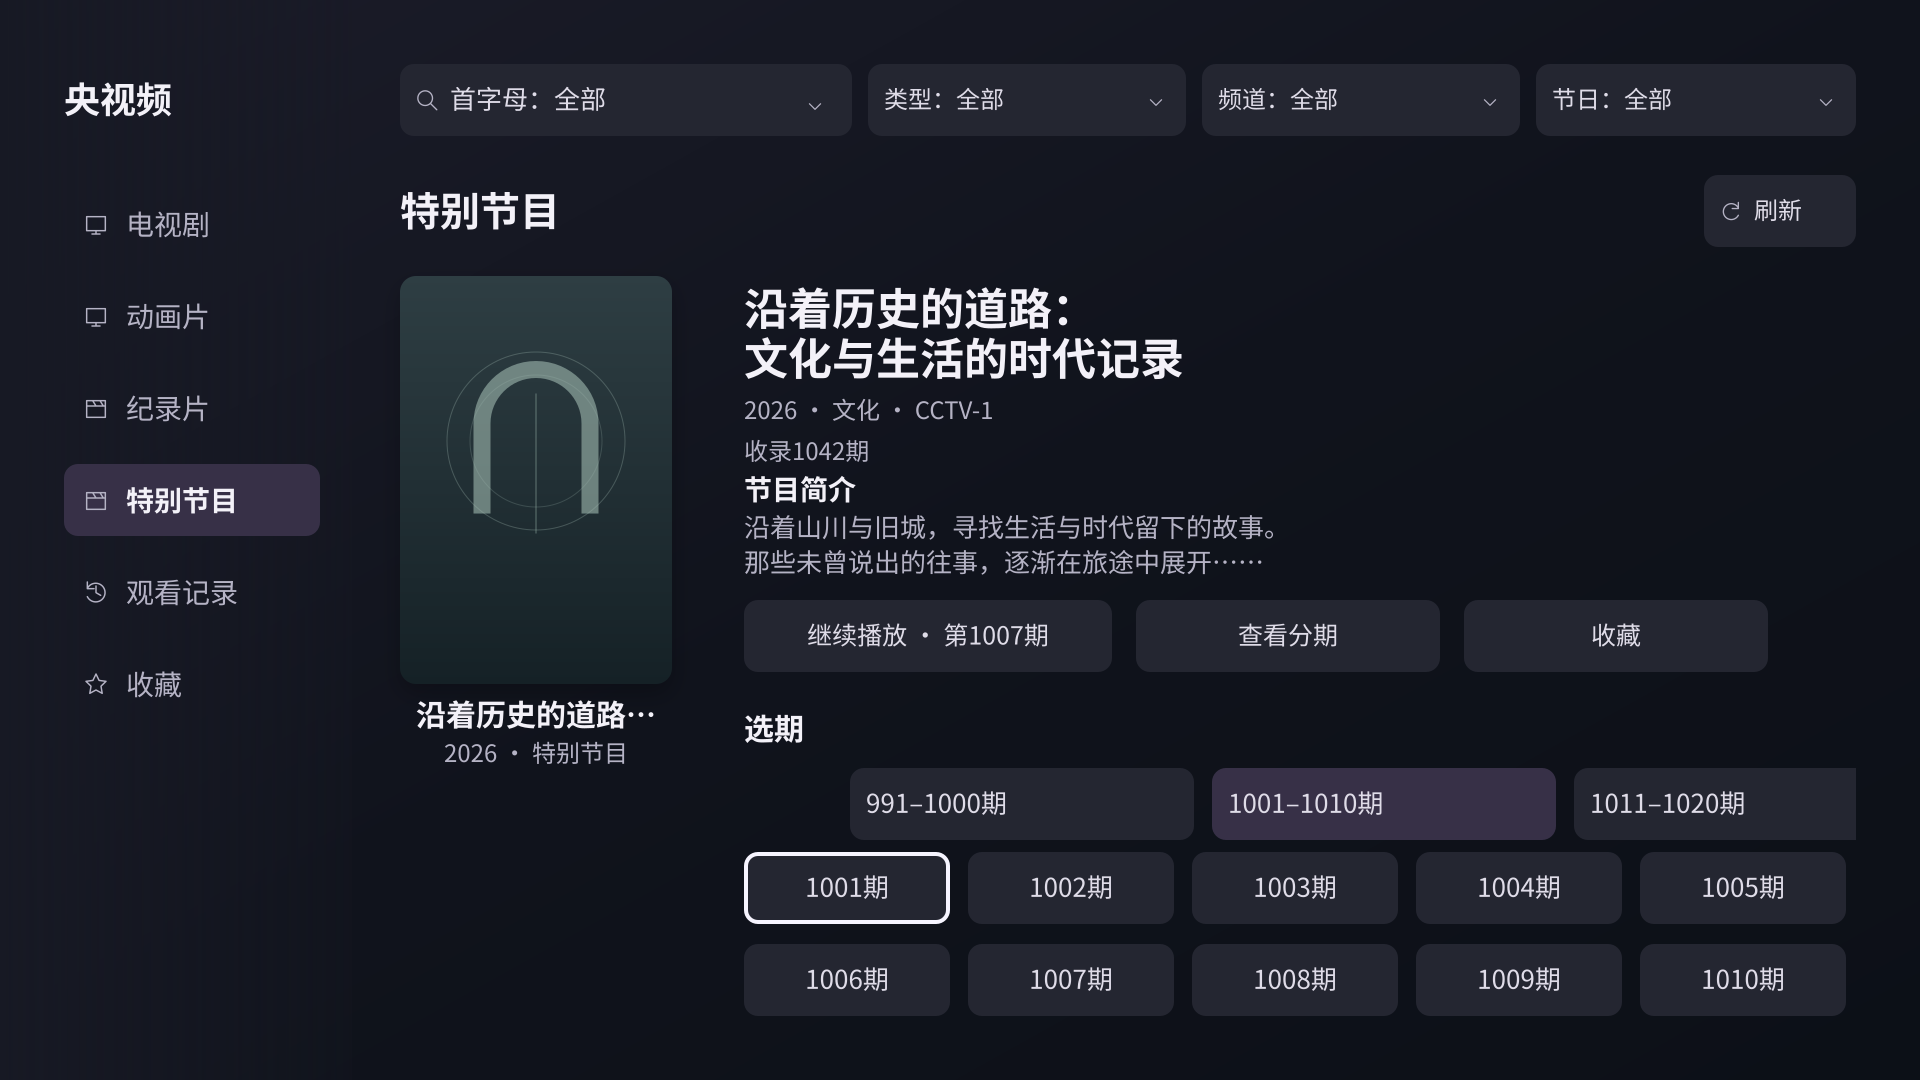 央视频
电视剧
动画片
纪录片
特别节目
观看记录
收藏
首字母：全部
类型：全部
频道：全部
节日：全部
特别节目
刷新
沿着历史的道路…
2026 · 特别节目
沿着历史的道路：
文化与生活的时代记录
2026 · 文化 · CCTV-1
收录1042期
节目简介
沿着山川与旧城，寻找生活与时代留下的故事。
那些未曾说出的往事，逐渐在旅途中展开……
继续播放 · 第1007期
查看分期
收藏
选期
991–1000期
1001–1010期
1011–1020期
1001期
1002期
1003期
1004期
1005期
1006期
1007期
1008期
1009期
1010期